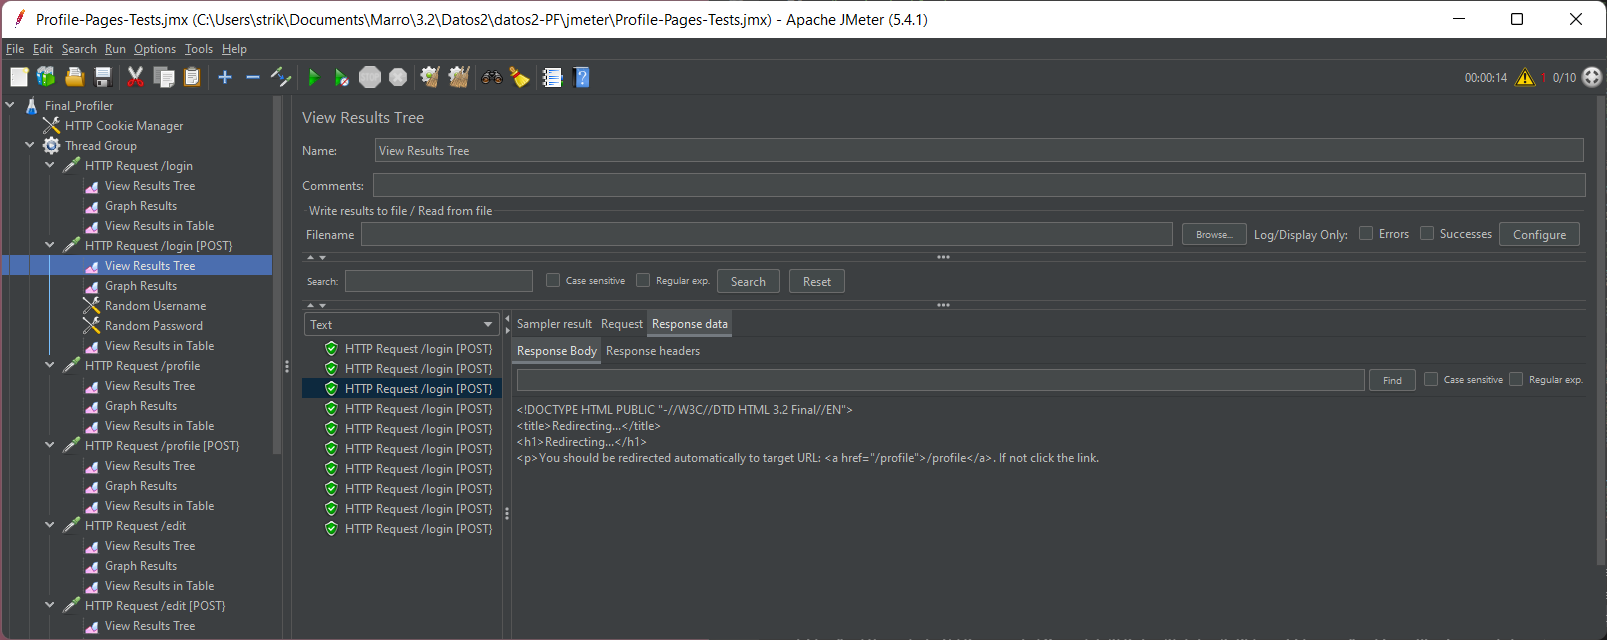 Profile-Pages-Tests.jmx (C:\Users\strik\Documents\Marro\3.2\Datos2\datos2-PF\jmeter\Profile-Pages-Tests.jmx) - Apache JMeter (5.4.1)
File Edit Search Run Options Tools Help
STOP
00:00:14 1 0/10
Final_Profiler
HTTP Cookie Manager
Thread Group
HTTP Request /login
View Results Tree
Graph Results
View Results in Table
HTTP Request /login [POST}
View Results Tree
Graph Results
Random Username
Random Password
View Results in Table
HTTP Request /profile
View Results Tree
Graph Results
View Results in Table
HTTP Request /profile [POST}
View Results Tree
Graph Results
View Results in Table
HTTP Request /edit
View Results Tree
Graph Results
View Results in Table
HTTP Request /edit [POST}
View Results Tree
View Results Tree
Name: View Results Tree
Comments:
Write results to file / Read from file
Filename Browse... Log/Display Only: Errors Successes Configure
Search: Case sensitive Regular exp. Search Reset
Text
HTTP Request /login [POST}
HTTP Request /login [POST}
HTTP Request /login [POST}
HTTP Request /login [POST}
HTTP Request /login [POST}
HTTP Request /login [POST}
HTTP Request /login [POST}
HTTP Request /login [POST}
HTTP Request /login [POST}
HTTP Request /login [POST}
Sampler result Request Response data
Response Body Response headers
Find Case sensitive Regular exp.
<!DOCTYPE HTML PUBLIC "-//W3C//DTD HTML 3.2 Final//EN">
<title>Redirecting...</title>
<h1>Redirecting...</h1>
<p>You should be redirected automatically to target URL: <a href="/profile">/profile</a>. If not click the link.